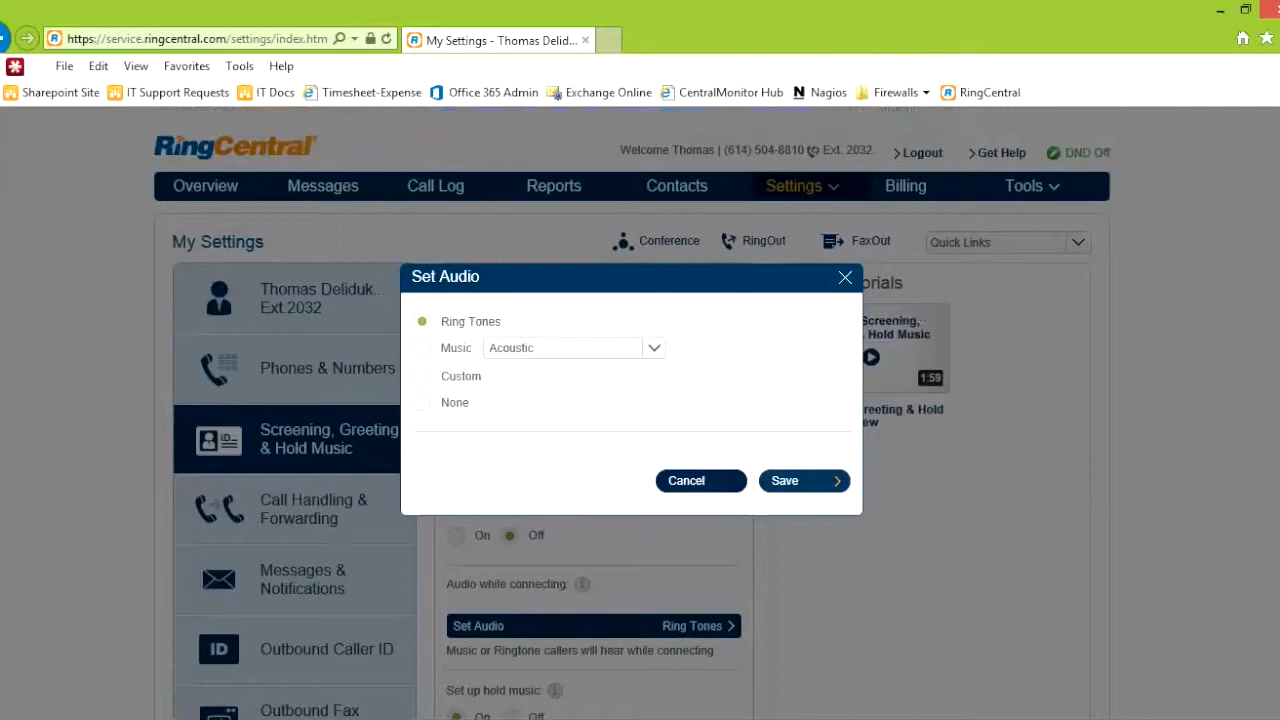 https://service.ringcentral.com/settings/index.htm
My Settings - Thomas Delid...
File Edit View Favorites Tools Help
Sharepoint Site IT Support Requests IT Docs Timesheet-Expense Office 365 Admin Exchange Online CentralMonitor Hub Nagios Firewalls RingCentral
RingCentral
Welcome Thomas | (614) 504-8810 Ext. 2032
Logout
Get Help
DND Off
Overview Messages Call Log Reports Contacts Settings Billing Tools
My Settings
Conference RingOut FaxOut Quick Links
Thomas Deliduk...
Ext.2032
Phones & Numbers
Screening, Greeting
& Hold Music
Call Handling &
Forwarding
Messages &
Notifications
ID Outbound Caller ID
Outbound Fax
Set Audio
Ring Tones
Music Acoustic
Custom
None
Cancel Save
On Off
Audio while connecting:
Set Audio Ring Tones
Music or Ringtone callers will hear while connecting
Set up hold music:
On Off
orials
Screening,
Hold Music
1:59
reeting & Hold
ew